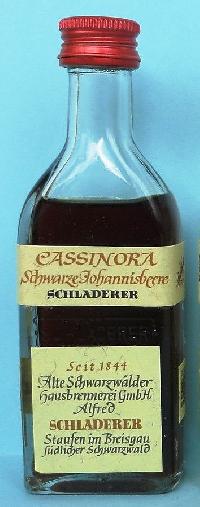 CASSINORA
Schwarze Johannisbeere
SCHLADERER
Seit 1844
Alte Schwarzwälder
Hausbrennerei GmbH.
Alfred
SCHLADERER
Staufen im Breisgau
südlicher Schwarzwald